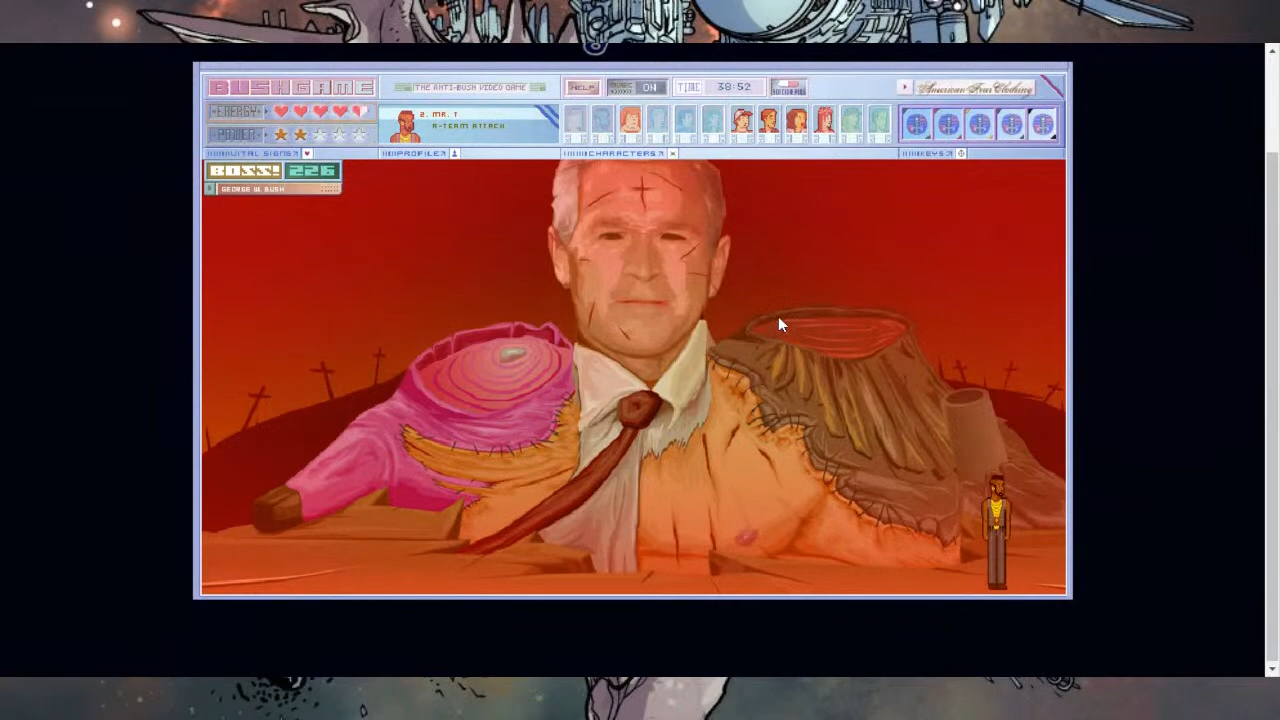 BUSHGAME
THE ANTI-BUSH VIDEO GAME
HELP
ON
TIME
38:52
American Fear Clothing
ENERGY
2. MR. T
A-TEAM ATTACK
POWER
VITAL SIGNS
PROFILE
CHARACTERS
KEYS
BOSS!
226
GEORGE W. BUSH